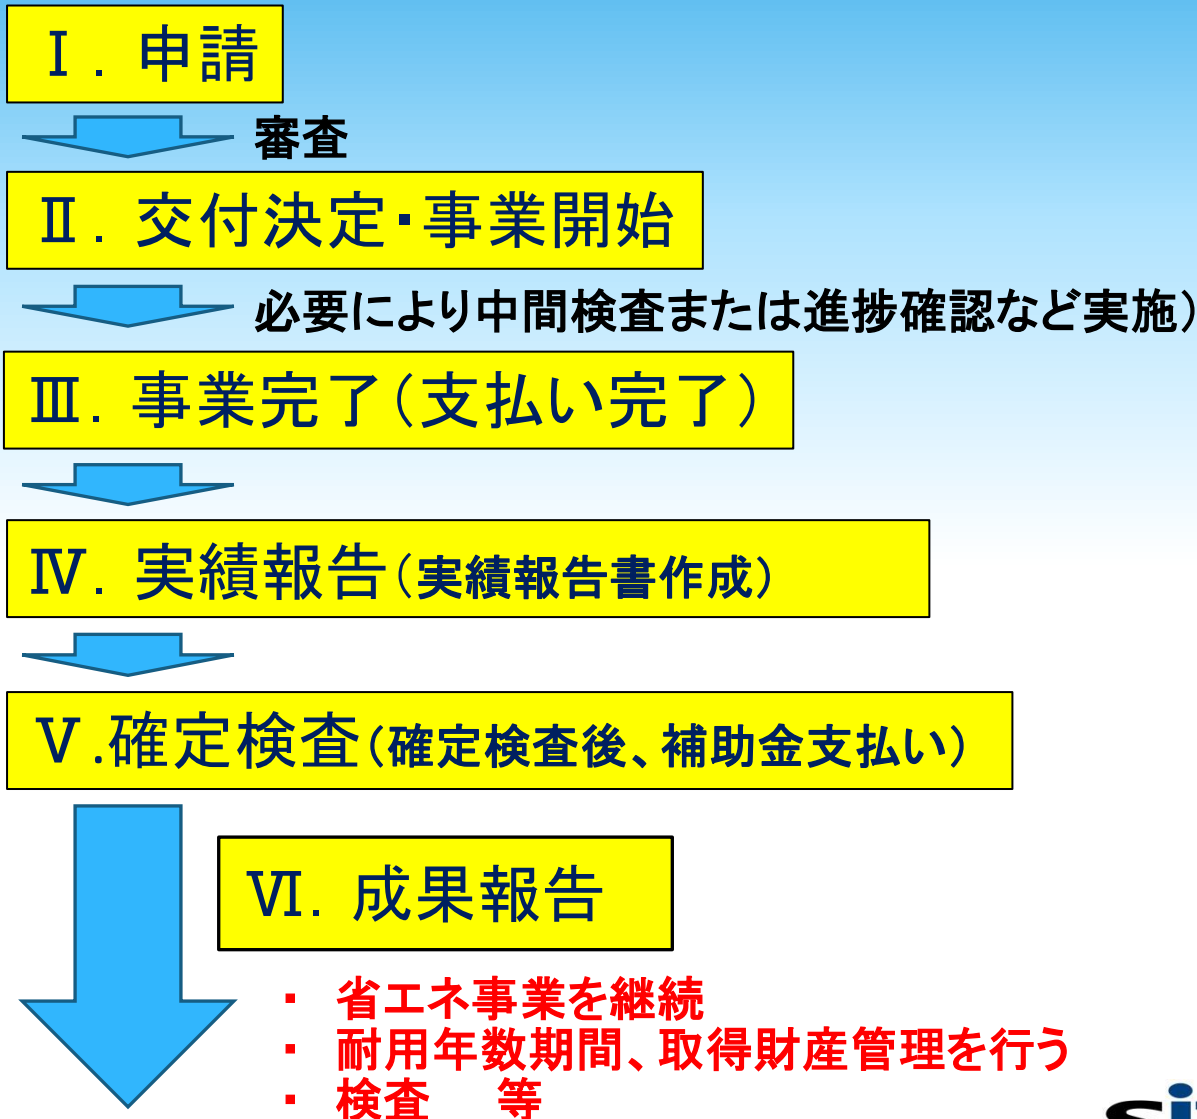 Ⅰ. 申請
審査
Ⅱ. 交付決定・事業開始
必要により中間検査または進捗確認など実施)
Ⅲ. 事業完了(支払い完了)
Ⅳ. 実績報告(実績報告書作成)
Ⅴ.確定検査(確定検査後、補助金支払い)
Ⅵ. 成果報告
・ 省エネ事業を継続
・ 耐用年数期間、取得財産管理を行う
・ 検査 等